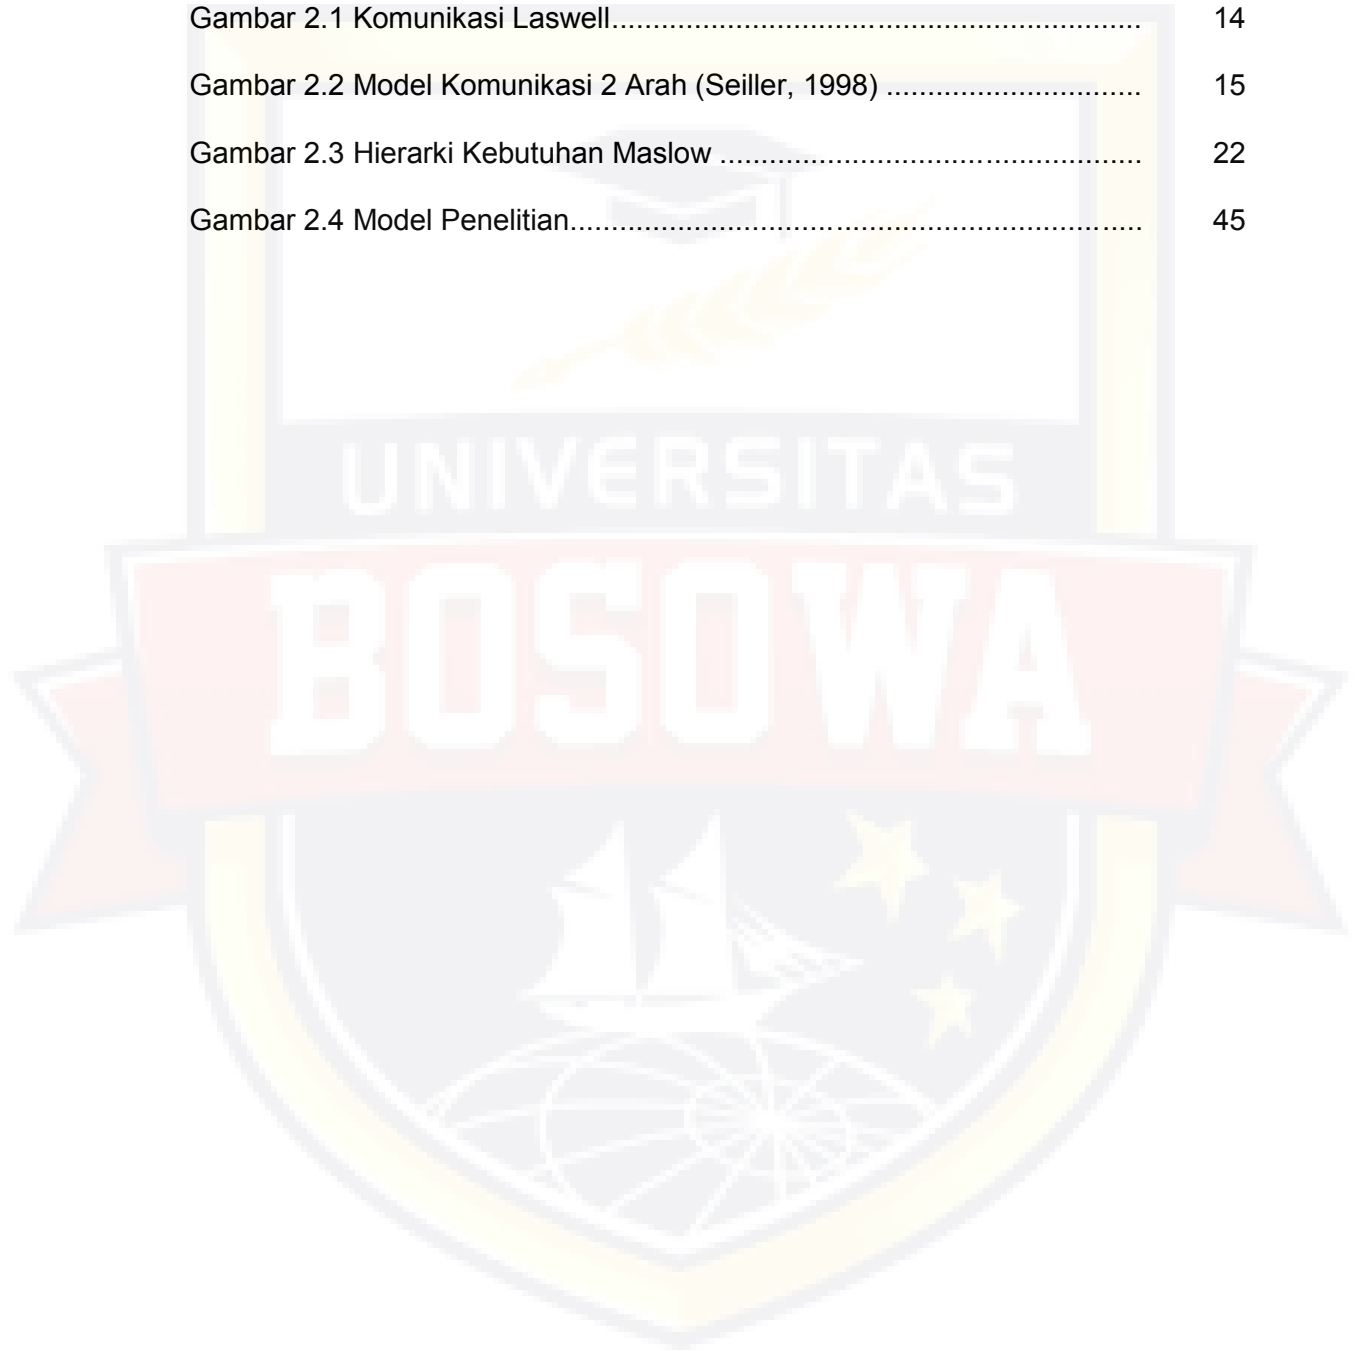 Gambar 2.1 Komunikasi Laswell.................................................................. 14
Gambar 2.2 Model Komunikasi 2 Arah (Seiller, 1998) ............................... 15
Gambar 2.3 Hierarki Kebutuhan Maslow ................................................... 22
Gambar 2.4 Model Penelitian...................................................................... 45
UNIVERSITAS
BOSOWA